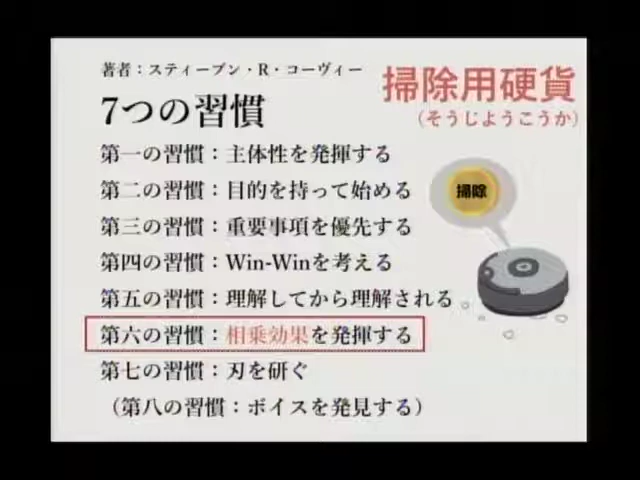 著者：スティーブン・R・コーヴィー
7つの習慣
掃除用硬貨
（そうじようこうか）
第一の習慣：主体性を発揮する
第二の習慣：目的を持って始める
第三の習慣：重要事項を優先する
第四の習慣：Win-Winを考える
第五の習慣：理解してから理解される
第六の習慣：相乗効果を発揮する
第七の習慣：刃を研ぐ
（第八の習慣：ボイスを発見する）
掃除